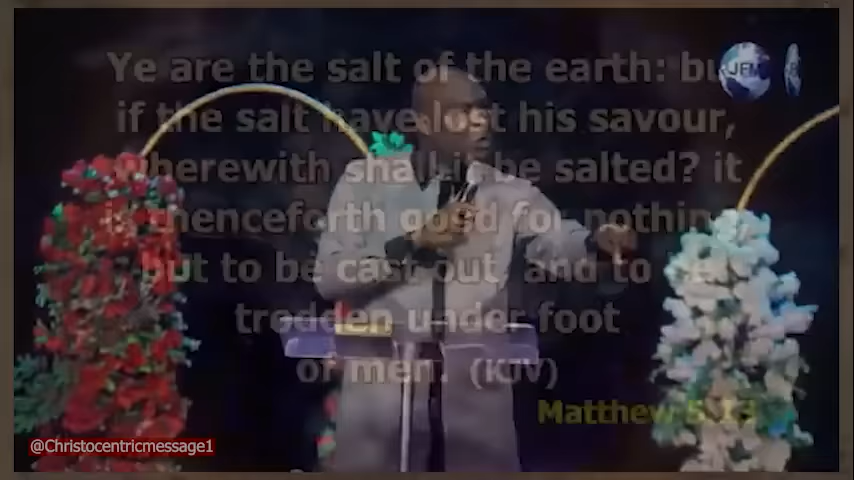 Ye are the salt of the earth: but
JFM
if the salt have lost his savour,
wherewith shall it be salted? it
is thenceforth good for nothing
but to be cast out, and to be
trodden under foot
of men. (KJV)
Matthew 5:13
@Christocentricmessage1